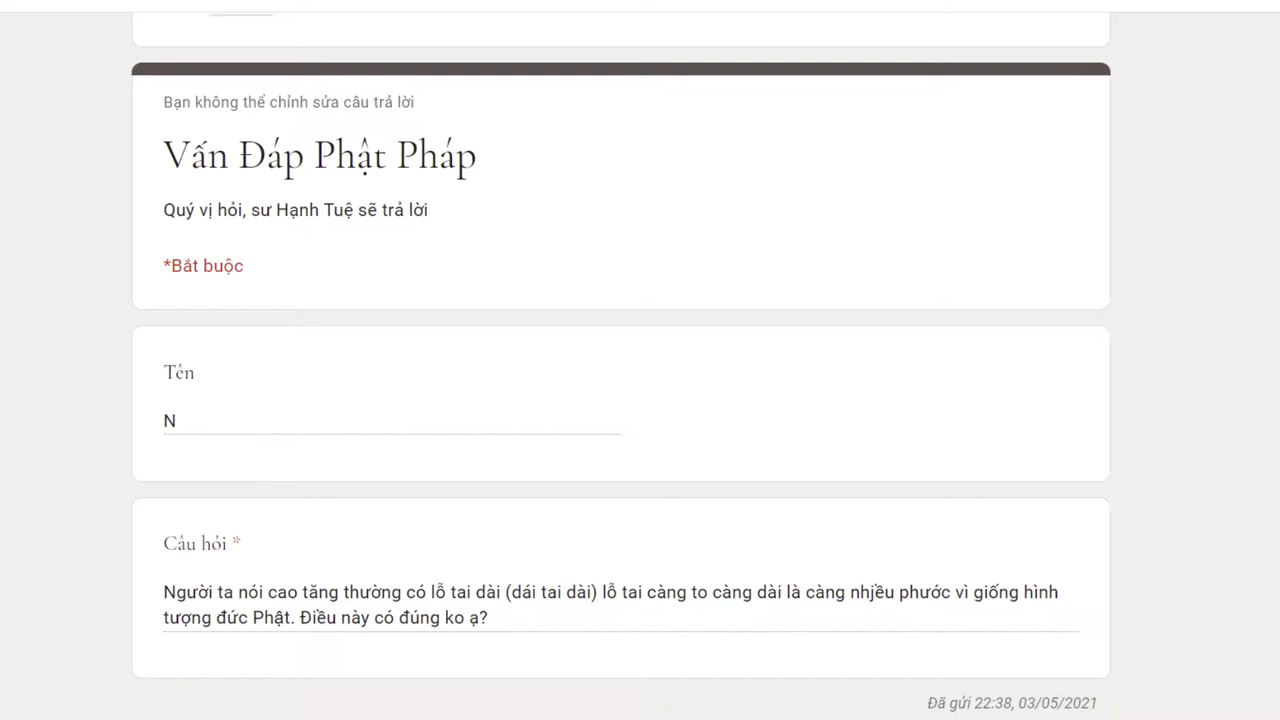 Bạn không thể chỉnh sửa câu trả lời
Vấn Đáp Phật Pháp
Quý vị hỏi, sư Hạnh Tuệ sẽ trả lời
*Bắt buộc
Tên
N
Câu hỏi *
Người ta nói cao tăng thường có lỗ tai dài (dái tai dài) lỗ tai càng to càng dài là càng nhjều phước vì giống hình
tượng đức Phật. Điều này có đúng ko ạ?
Đã gửi 22:38, 03/05/2021